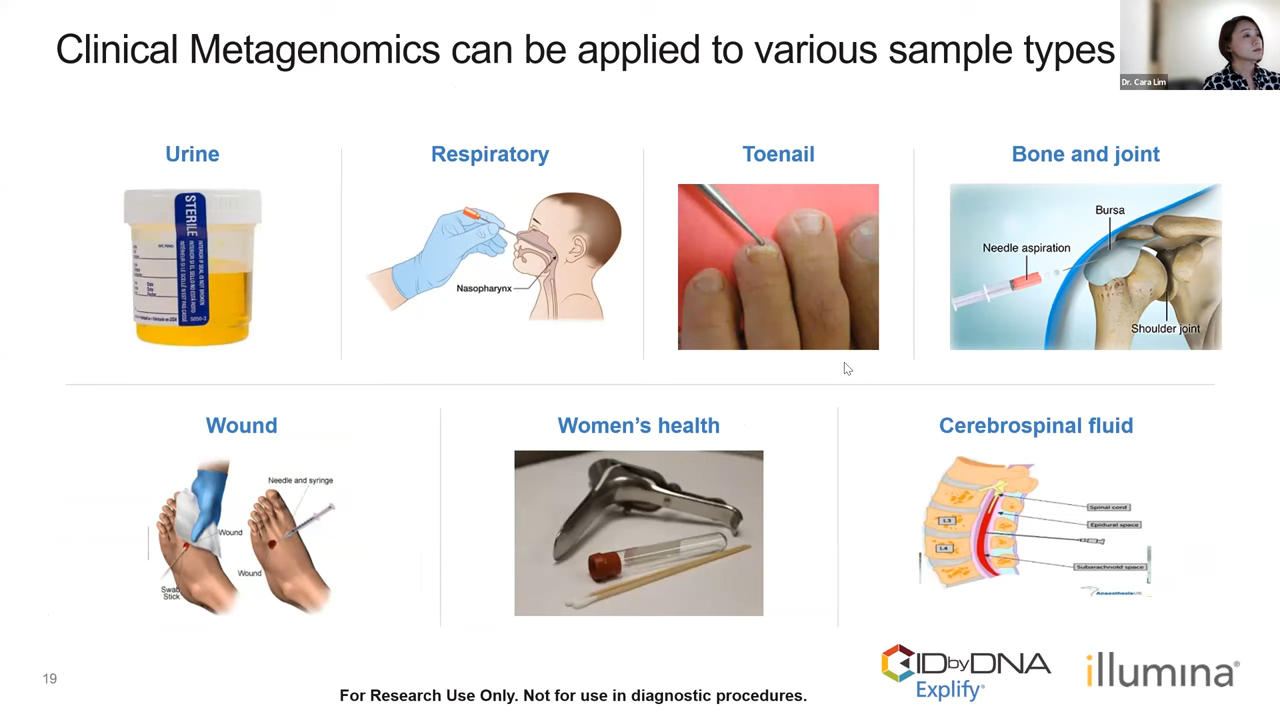 Clinical Metagenomics can be applied to various sample types
Dr. Cara Lim
Urine
Respiratory
Toenail
Bone and joint
STERILE
Nasopharynx
Bursa
Needle aspiration
Shoulder joint
Wound
Women's health
Cerebrospinal fluid
Needle and syringe
Wound
Wound
Swab
Stick
Spinal cord
Epidural space
L3
L4
Subarachnoid space
19
For Research Use Only. Not for use in diagnostic procedures.
IDbyDNA
Explify®
illumina®